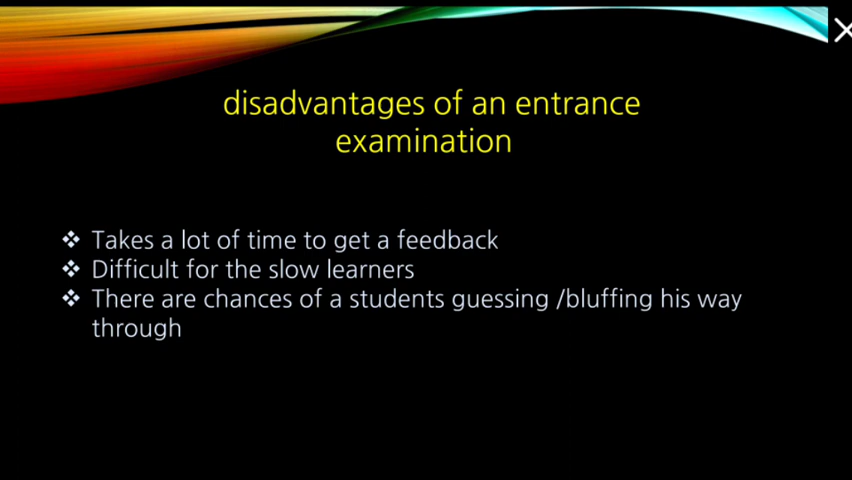 disadvantages of an entrance
examination
❖ Takes a lot of time to get a feedback
❖ Difficult for the slow learners
❖ There are chances of a students guessing /bluffing his way
through